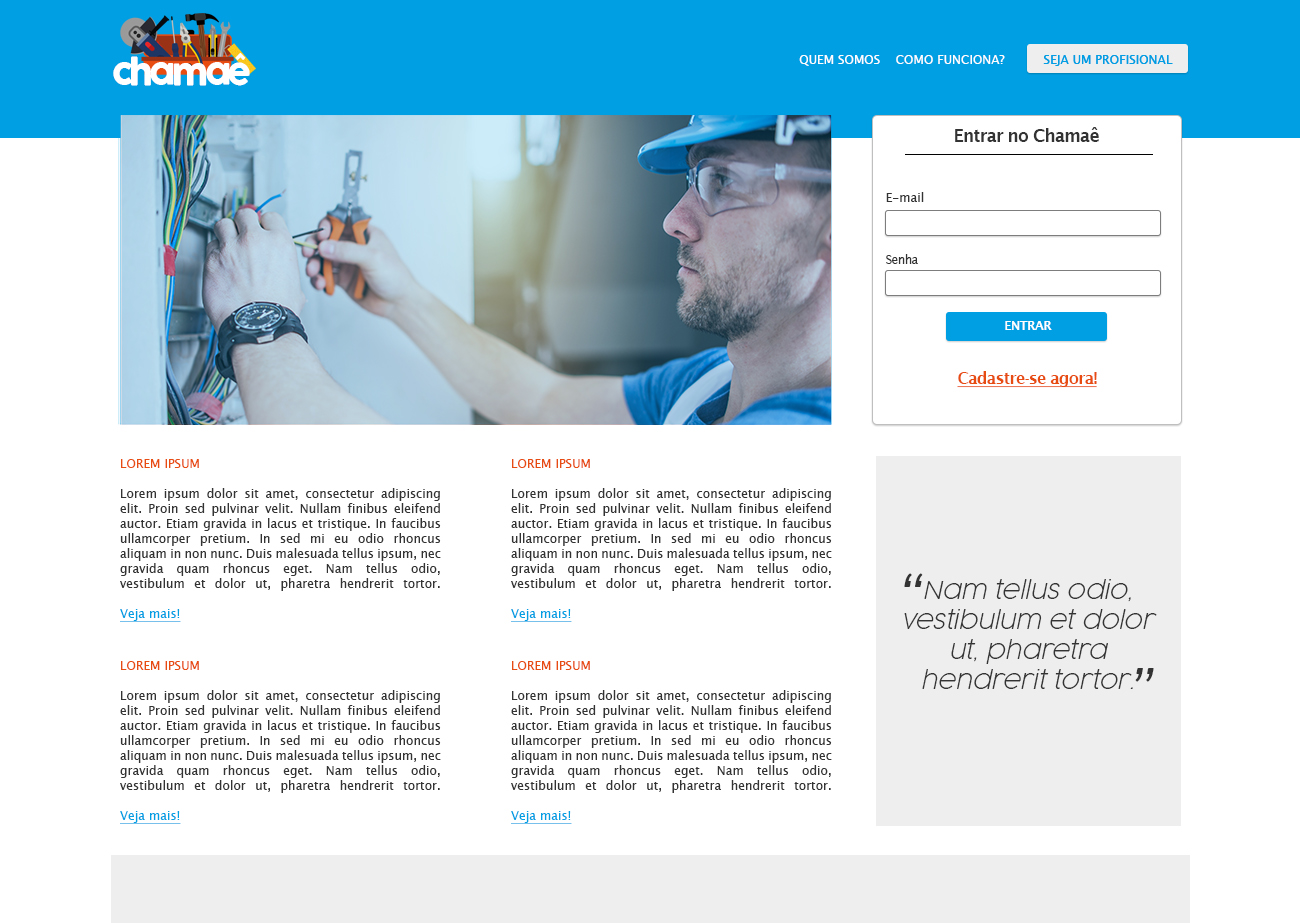 chamaê
QUEM SOMOS
COMO FUNCIONA?
SEJA UM PROFISIONAL
Entrar no Chamaê
E-mail
Senha
ENTRAR
Cadastre-se agora!
LOREM IPSUM
Lorem ipsum dolor sit amet, consectetur adipiscing
elit. Proin sed pulvinar velit. Nullam finibus eleifend
auctor. Etiam gravida in lacus et tristique. In faucibus
ullamcorper pretium. In sed mi eu odio rhoncus
aliquam in non nunc. Duis malesuada tellus ipsum, nec
gravida quam rhoncus eget. Nam tellus odio,
vestibulum et dolor ut, pharetra hendrerit tortor.
Veja mais!
LOREM IPSUM
Lorem ipsum dolor sit amet, consectetur adipiscing
elit. Proin sed pulvinar velit. Nullam finibus eleifend
auctor. Etiam gravida in lacus et tristique. In faucibus
ullamcorper pretium. In sed mi eu odio rhoncus
aliquam in non nunc. Duis malesuada tellus ipsum, nec
gravida quam rhoncus eget. Nam tellus odio,
vestibulum et dolor ut, pharetra hendrerit tortor.
Veja mais!
LOREM IPSUM
Lorem ipsum dolor sit amet, consectetur adipiscing
elit. Proin sed pulvinar velit. Nullam finibus eleifend
auctor. Etiam gravida in lacus et tristique. In faucibus
ullamcorper pretium. In sed mi eu odio rhoncus
aliquam in non nunc. Duis malesuada tellus ipsum, nec
gravida quam rhoncus eget. Nam tellus odio,
vestibulum et dolor ut, pharetra hendrerit tortor.
Veja mais!
LOREM IPSUM
Lorem ipsum dolor sit amet, consectetur adipiscing
elit. Proin sed pulvinar velit. Nullam finibus eleifend
auctor. Etiam gravida in lacus et tristique. In faucibus
ullamcorper pretium. In sed mi eu odio rhoncus
aliquam in non nunc. Duis malesuada tellus ipsum, nec
gravida quam rhoncus eget. Nam tellus odio,
vestibulum et dolor ut, pharetra hendrerit tortor.
Veja mais!
“Nam tellus odio,
vestibulum et dolor
ut, pharetra
hendrerit tortor.”